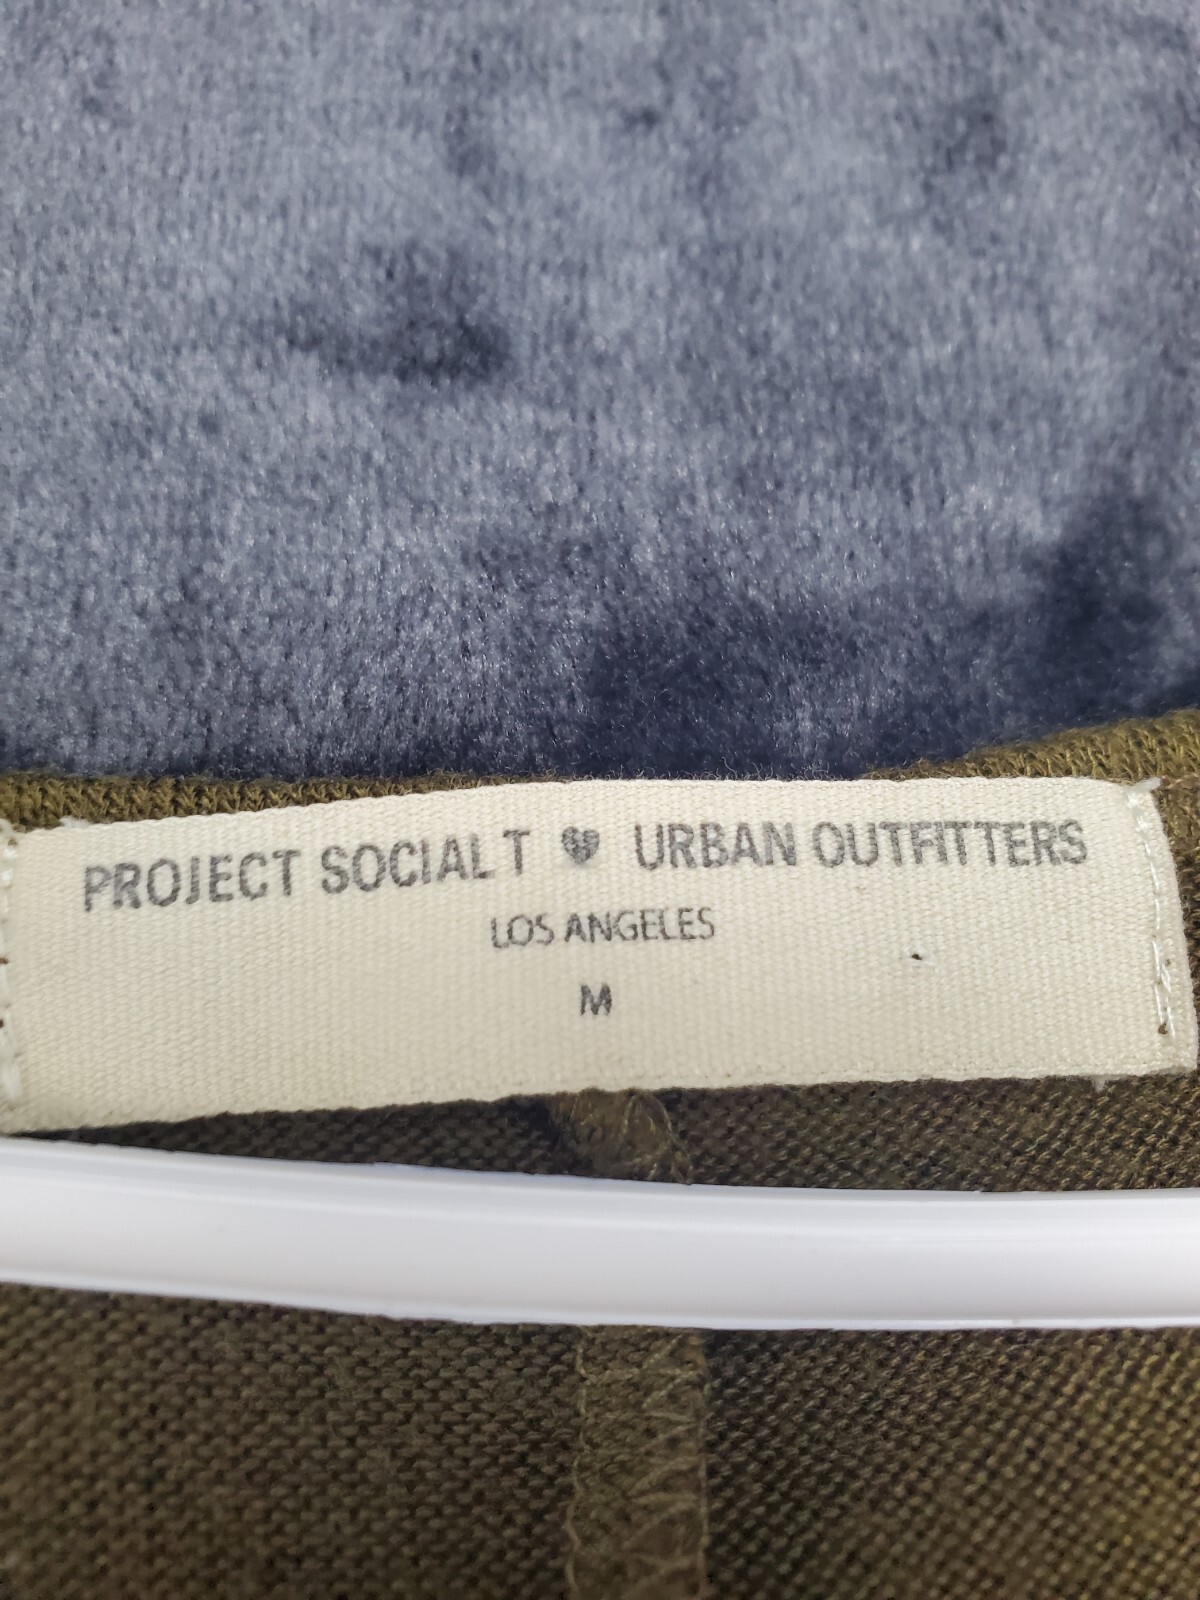 PROJECT SOCIAL T ♥ URBAN OUTFITTERS
LOS ANGELES
M